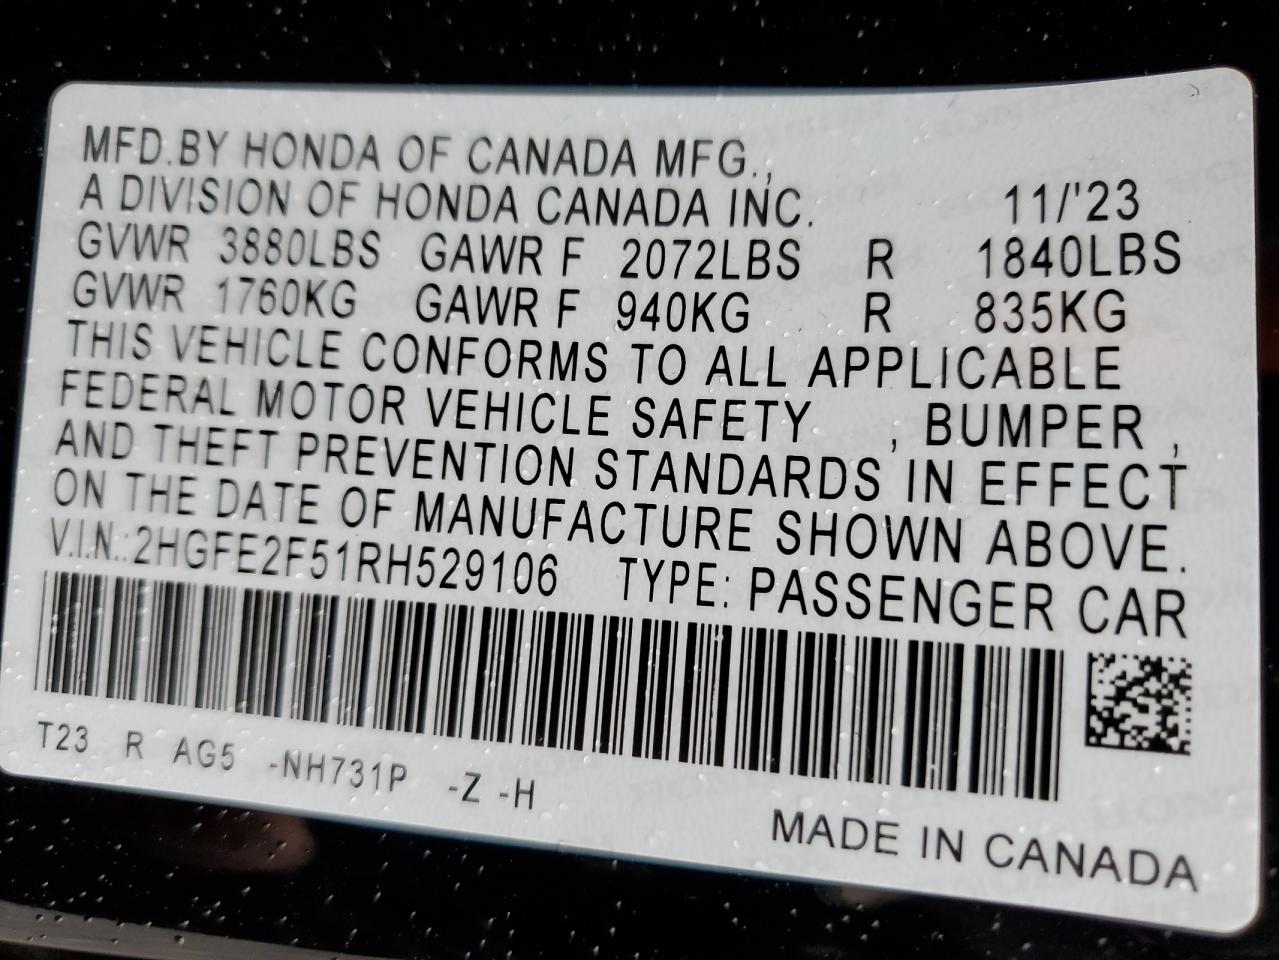 MFD.BY HONDA OF CANADA MFG.,
A DIVISION OF HONDA CANADA INC. 11/'23
GVWR 3880LBS GAWR F 2072LBS R 1840LBS
GVWR 1760KG GAWR F 940KG R 835KG
THIS VEHICLE CONFORMS TO ALL APPLICABLE
FEDERAL MOTOR VEHICLE SAFETY , BUMPER ,
AND THEFT PREVENTION STANDARDS IN EFFECT
ON THE DATE OF MANUFACTURE SHOWN ABOVE.
V.I.N.:2HGFE2F51RH529106 TYPE: PASSENGER CAR
T23 R AG5 -NH731P -Z -H
MADE IN CANADA